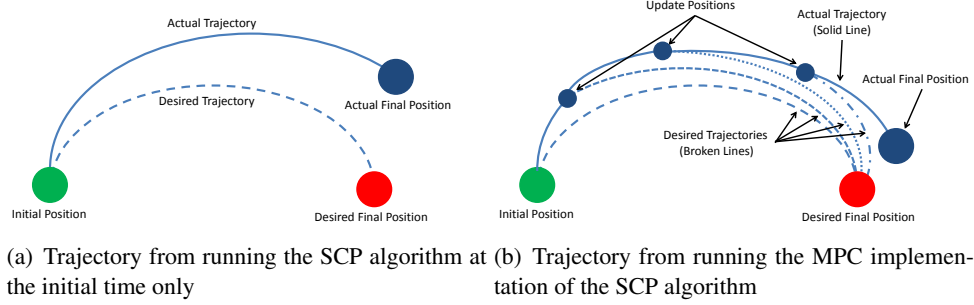 Actual Trajectory
Desired Trajectory
Actual Final Position
Initial Position
Desired Final Position
(a) Trajectory from running the SCP algorithm at
the initial time only
Update Positions
Actual Trajectory
(Solid Line)
Actual Final Position
Desired Trajectories
(Broken Lines)
Initial Position
Desired Final Position
(b) Trajectory from running the MPC implemen-
tation of the SCP algorithm